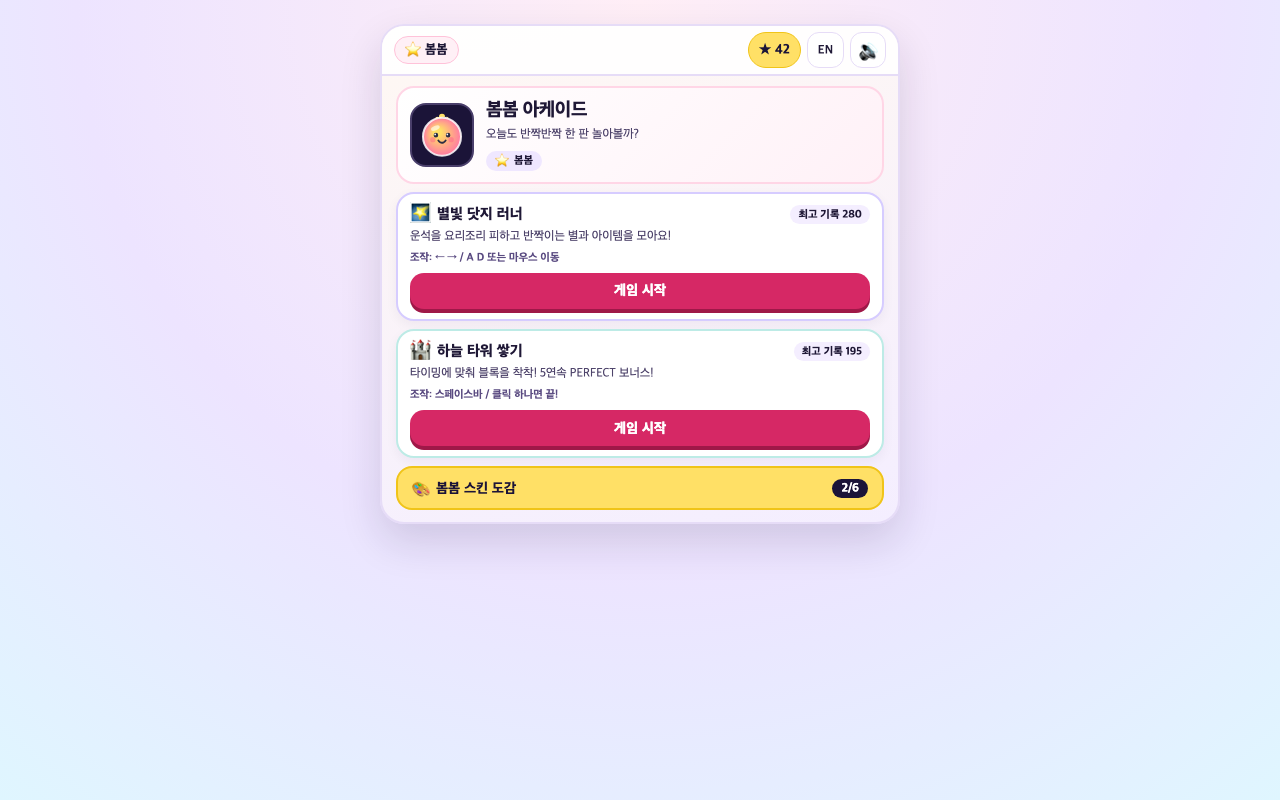 ⭐ 봄봄
★ 42
EN
봄봄 아케이드
오늘도 반짝반짝 한 판 놀아볼까?
⭐ 봄봄
별빛 닷지 러너
최고 기록 280
운석을 요리조리 피하고 반짝이는 별과 아이템을 모아요!
조작: ←→ / A D 또는 마우스 이동
게임 시작
하늘 타워 쌓기
최고 기록 195
타이밍에 맞춰 블록을 착착! 5연속 PERFECT 보너스!
조작: 스페이스바 / 클릭 하나면 끝!
게임 시작
봄봄 스킨 도감
2/6